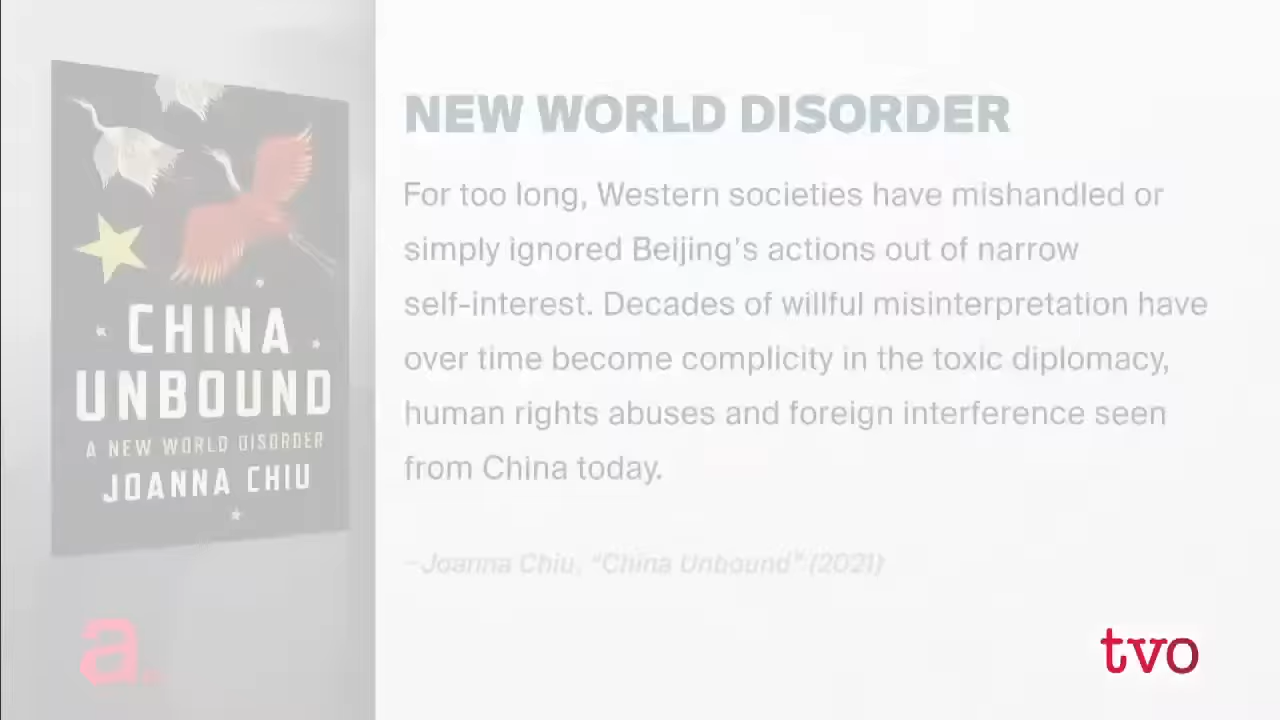 CHINA
UNBOUND
A NEW WORLD DISORDER
JOANNA CHIU
NEW WORLD DISORDER
For too long, Western societies have mishandled or
simply ignored Beijing's actions out of narrow
self-interest. Decades of willful misinterpretation have
over time become complicity in the toxic diplomacy,
human rights abuses and foreign interference seen
from China today.
– Joanna Chiu, "China Unbound" (2021)
a.
tvo